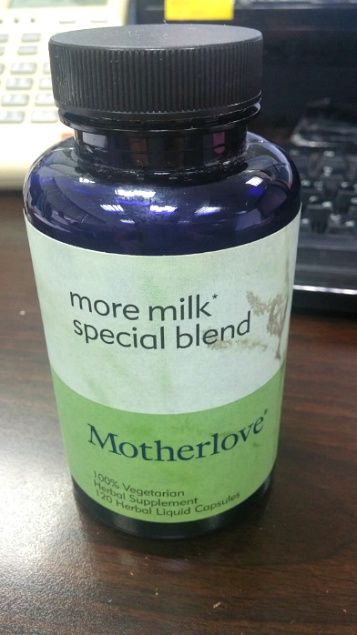 more milk*
special blend
Motherlove®
100% Vegetarian
Herbal Supplement
120 Herbal Liquid Capsules